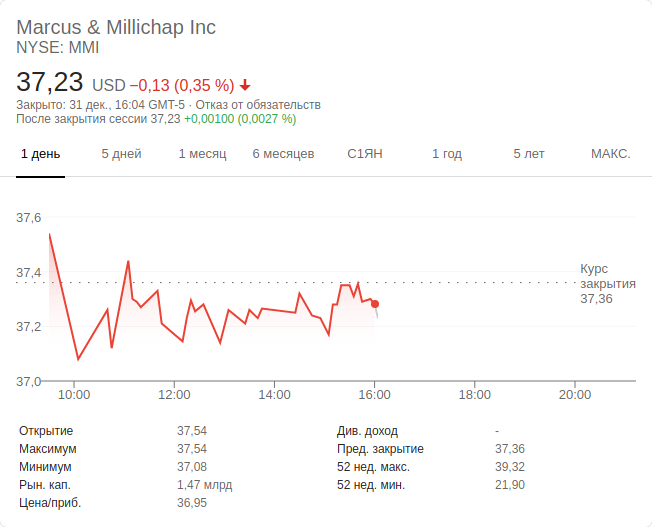 Marcus & Millichap Inc
NYSE: MMI
37,23 USD −0,13 (0,35 %)
Закрыто: 31 дек., 16:04 GMT-5 · Отказ от обязательств
После закрытия сессии 37,23 +0,00100 (0,0027 %)
1 день 5 дней 1 месяц 6 месяцев С1ЯН 1 год 5 лет МАКС.
37,6
37,4
37,2
37,0
Курс
закрытия
37,36
10:00 12:00 14:00 16:00 18:00 20:00
Открытие 37,54 Див. доход -
Максимум 37,54 Пред. закрытие 37,36
Минимум 37,08 52 нед. макс. 39,32
Рын. кап. 1,47 млрд 52 нед. мин. 21,90
Цена/приб. 36,95